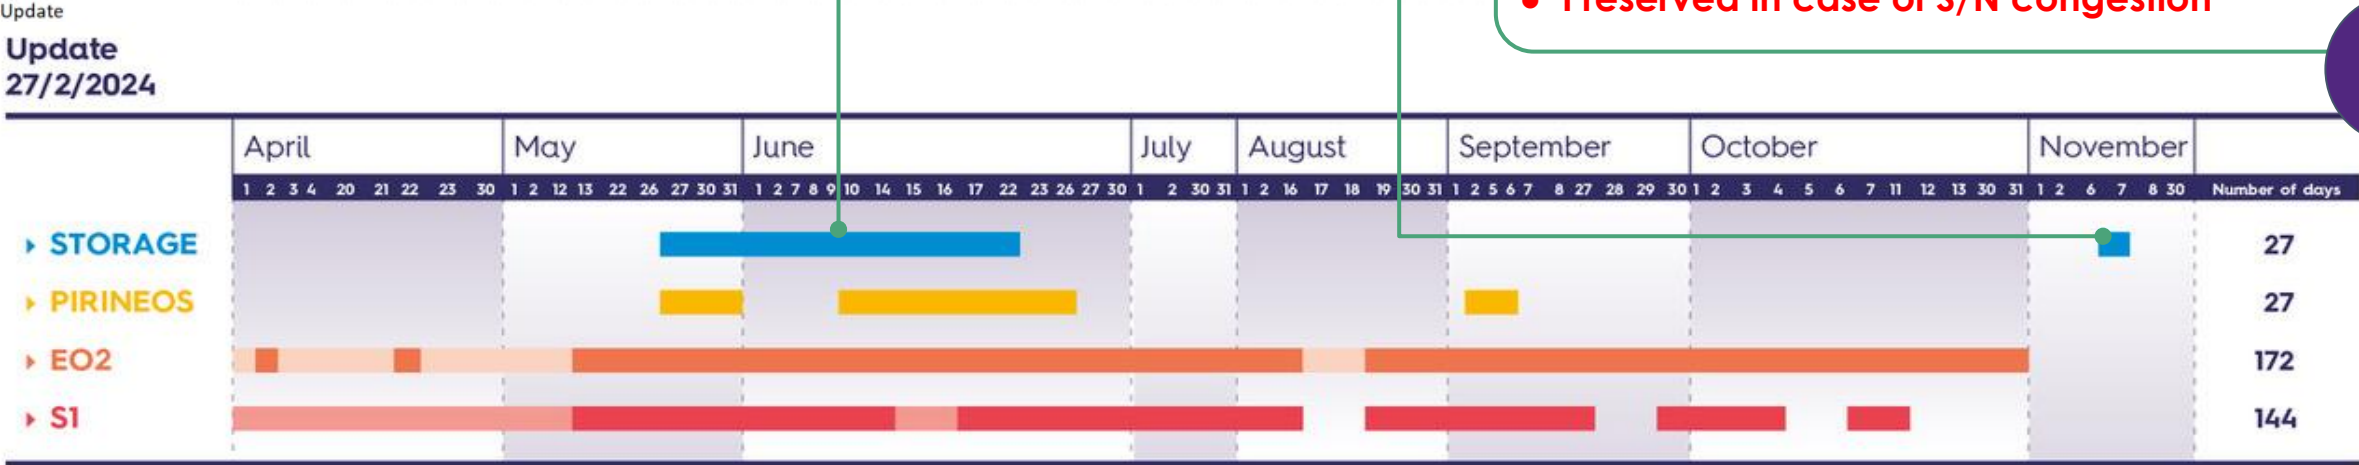 Update
• Preserved in case of S/N congestion
Update
27/2/2024
April May June July August September October November
1 2 3 4 20 21 22 23 30 1 2 12 13 22 26 27 30 31 1 2 7 8 9 10 14 15 16 17 22 23 26 27 30 1 2 30 31 1 2 16 17 18 19 30 31 1 2 5 6 7 8 27 28 29 30 1 2 3 4 5 6 7 11 12 13 30 31 1 2 6 7 8 30 Number of days
STORAGE 27
PIRINEOS 27
EO2 172
S1 144